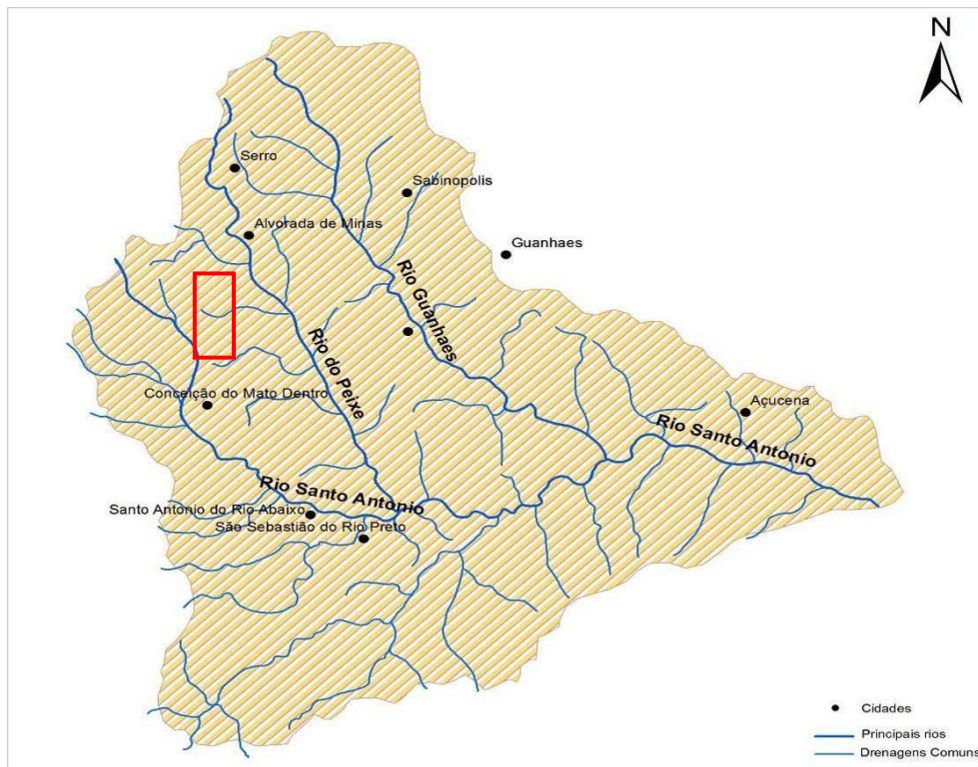 N
Serro
Sabinopolis
Alvorada de Minas
Guanhaes
Rio Guanhaes
Rio do Peixe
Conceição do Mato Dentro
Açucena
Rio Santo Antonio
Rio Santo Antonio
Santo Antonio do Rio Abaixo
São Sebastião do Rio Preto
Cidades
Principais rios
Drenagens Comuns